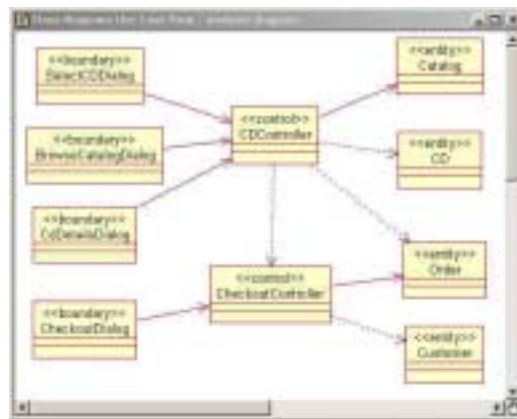 <<boundary>>
SelectCDDialog
<<boundary>>
BrowseCatalogDialog
<<boundary>>
CdDetailsDialog
<<boundary>>
CheckoutDialog
<<control>>
CDController
<<control>>
CheckoutController
<<entity>>
Catalog
<<entity>>
CD
<<entity>>
Order
<<entity>>
Customer